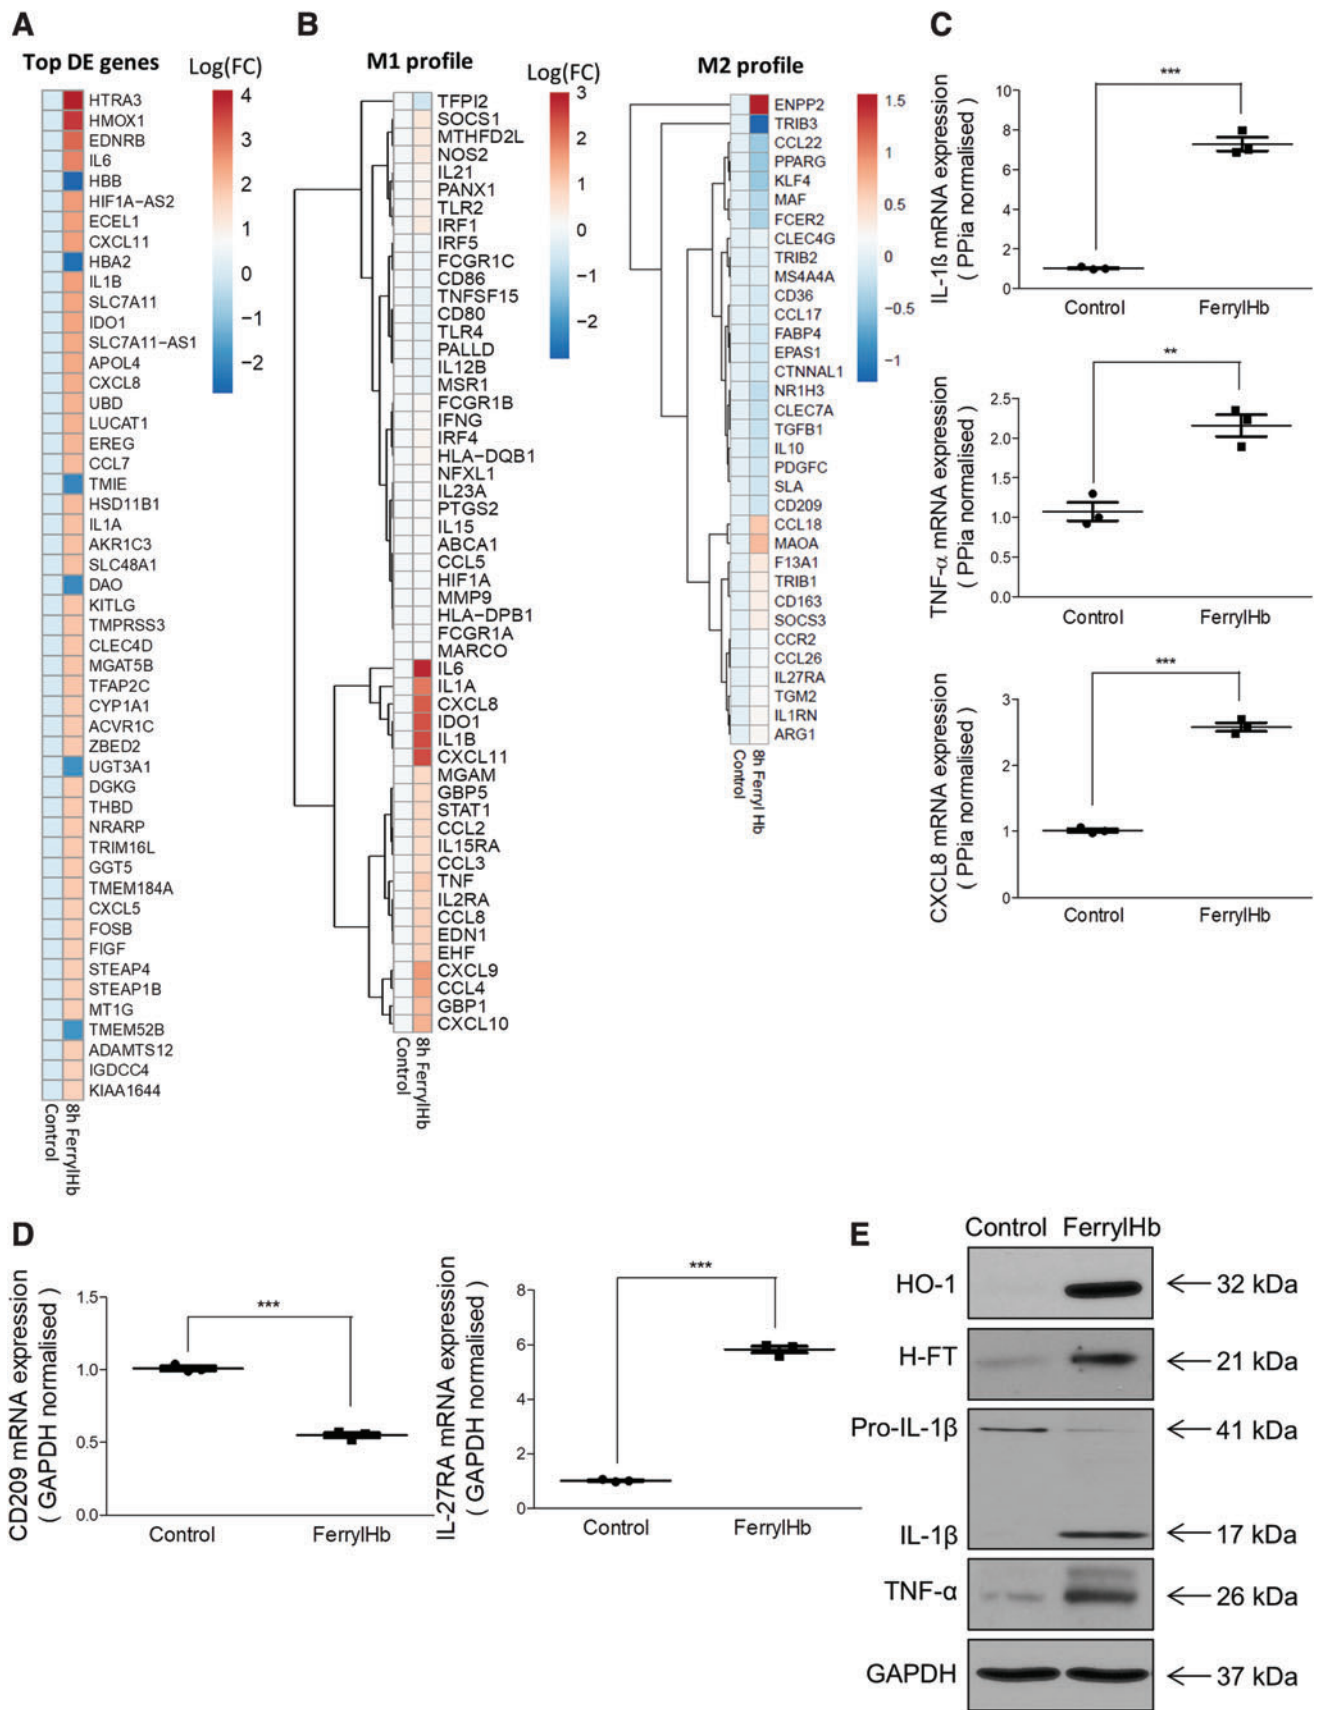 A
Top DE genes
Log(FC)
HTRA3
HMOX1
EDNRB
IL6
HBB
HIF1A−AS2
ECEL1
CXCL11
HBA2
IL1B
SLC7A11
IDO1
SLC7A11−AS1
APOL4
CXCL8
UBD
LUCAT1
EREG
CCL7
TMIE
HSD11B1
IL1A
AKR1C3
SLC48A1
DAO
KITLG
TMPRSS3
CLEC4D
MGAT5B
TFAP2C
CYP1A1
ACVR1C
ZBED2
UGT3A1
DGKG
THBD
NRARP
TRIM16L
GGT5
TMEM184A
CXCL5
FOSB
FIGF
STEAP4
STEAP1B
MT1G
TMEM52B
ADAMTS12
IGDCC4
KIAA1644
4
3
2
1
0
−1
−2
Control
8h FerrylHb
B
M1 profile
Log(FC)
TFPI2
SOCS1
MTHFD2L
NOS2
IL21
PANX1
TLR2
IRF1
IRF5
FCGR1C
CD86
TNFSF15
CD80
TLR4
PALLD
IL12B
MSR1
FCGR1B
IFNG
IRF4
HLA−DQB1
NFXL1
IL23A
PTGS2
IL15
ABCA1
CCL5
HIF1A
MMP9
HLA−DPB1
FCGR1A
MARCO
IL6
IL1A
CXCL8
IDO1
IL1B
CXCL11
MGAM
GBP5
STAT1
CCL2
IL15RA
CCL3
TNF
IL2RA
CCL8
EDN1
EHF
CXCL9
CCL4
GBP1
CXCL10
3
2
1
0
−1
−2
Control
8h FerrylHb
M2 profile
ENPP2
TRIB3
CCL22
PPARG
KLF4
MAF
FCER2
CLEC4G
TRIB2
MS4A4A
CD36
CCL17
FABP4
EPAS1
CTNNAL1
NR1H3
CLEC7A
TGFB1
IL10
PDGFC
SLA
CD209
CCL18
MAOA
F13A1
TRIB1
CD163
SOCS3
CCR2
CCL26
IL27RA
TGM2
IL1RN
ARG1
1.5
1
0.5
0
−0.5
−1
Control
8h Ferryl Hb
C
IL-1ß mRNA expression
( PPia normalised )
10
8
6
4
2
0
***
Control
FerrylHb
TNF-α mRNA expression
( PPia normalised )
2.5
2.0
1.5
1.0
0.5
0.0
**
Control
FerrylHb
CXCL8 mRNA expression
( PPia normalised )
3
2
1
0
***
Control
FerrylHb
D
CD209 mRNA expression
( GAPDH normalised )
1.5
1.0
0.5
0.0
***
Control
FerrylHb
IL-27RA mRNA expression
( GAPDH normalised )
8
6
4
2
0
***
Control
FerrylHb
E
Control FerrylHb
HO-1 32 kDa
H-FT 21 kDa
Pro-IL-1β 41 kDa
IL-1β 17 kDa
TNF-α 26 kDa
GAPDH 37 kDa